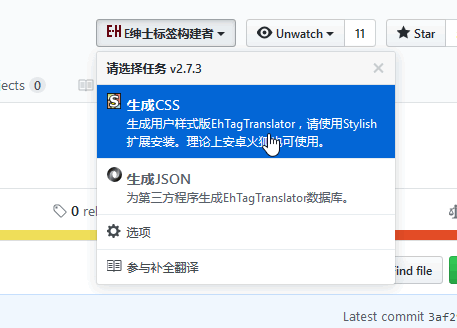 E·H E绅士标签构建者 Unwatch 11 Star
请选择任务 v2.7.3 ×
jects 0
生成CSS
生成用户样式版EhTagTranslator，请使用Stylish
扩展安装。理论上安卓火狐也可使用。
生成JSON
为第三方程序生成EhTagTranslator数据库。
0 rel
选项
参与补全翻译
Find file
Latest commit 3af2